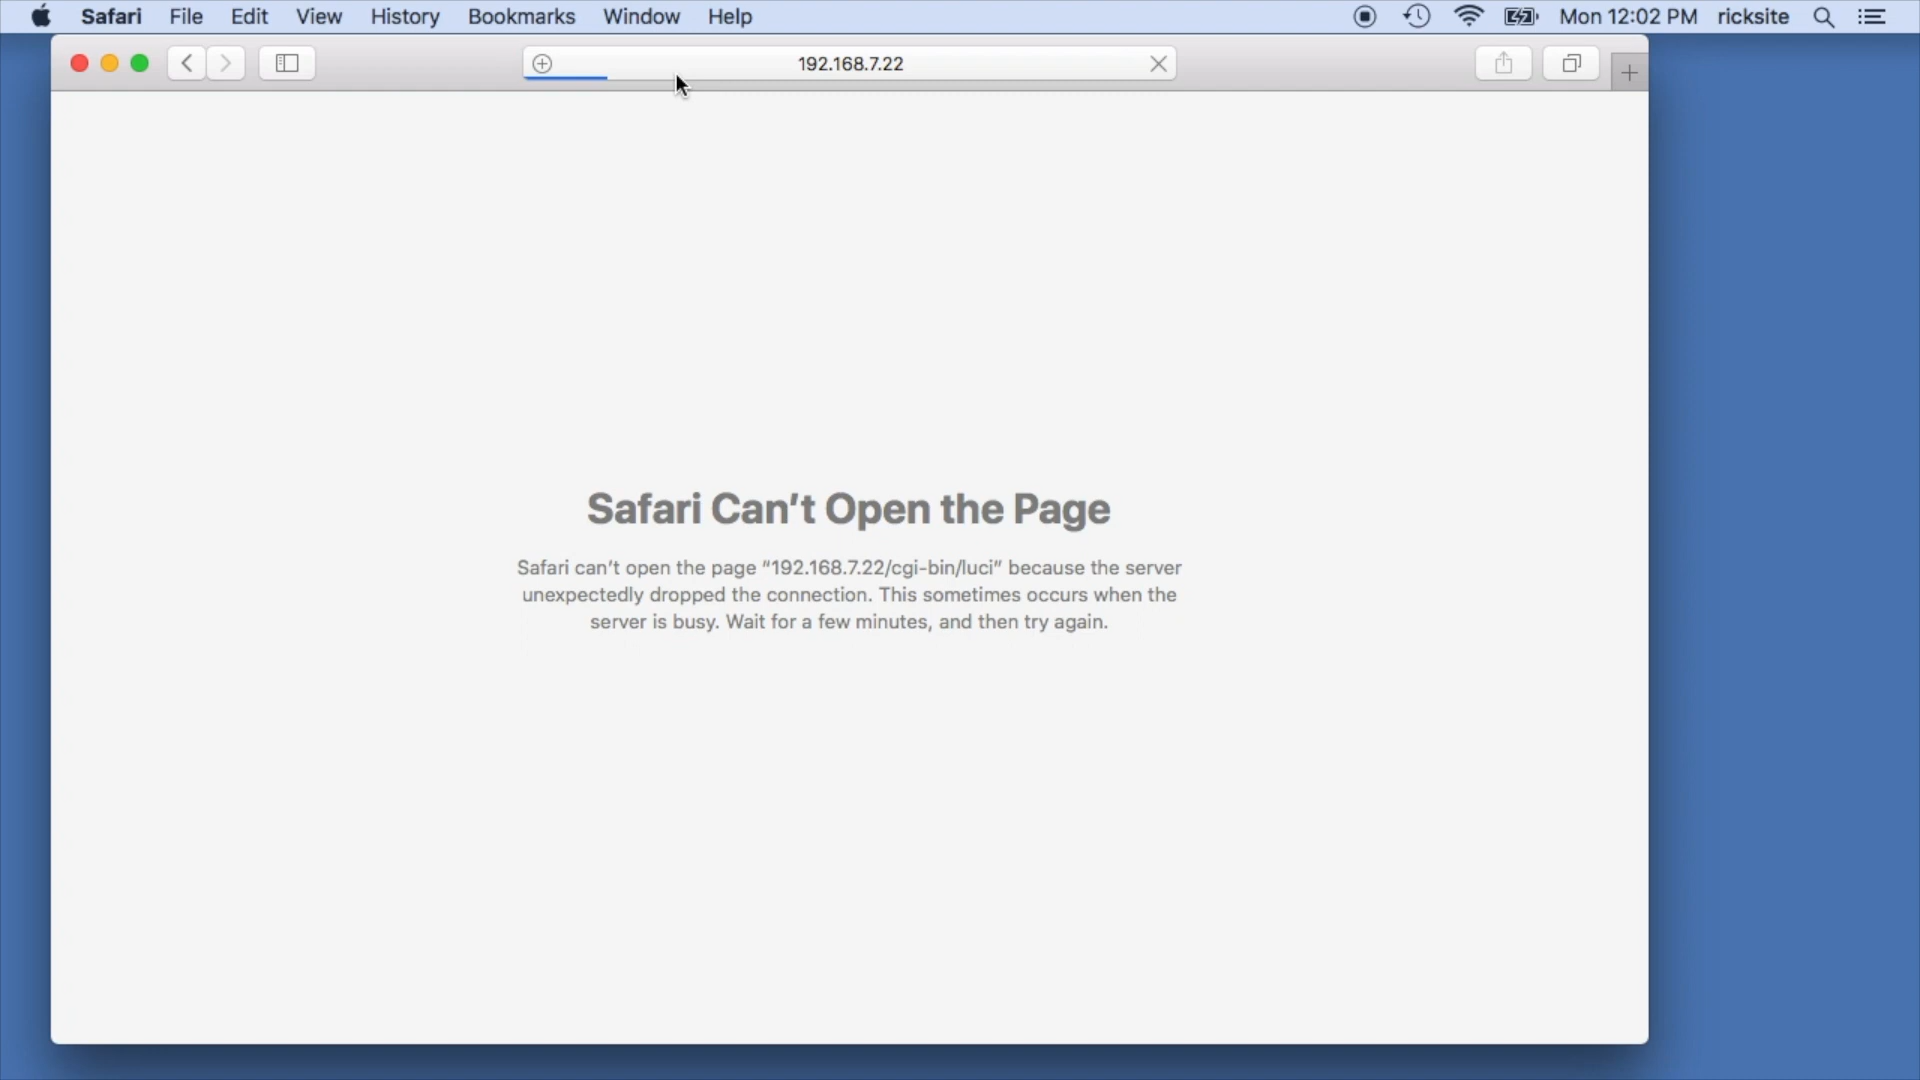 Safari File Edit View History Bookmarks Window Help Mon 12:02 PM ricksite
192.168.7.22
Safari Can’t Open the Page
Safari can’t open the page “192.168.7.22/cgi-bin/luci” because the server
unexpectedly dropped the connection. This sometimes occurs when the
server is busy. Wait for a few minutes, and then try again.